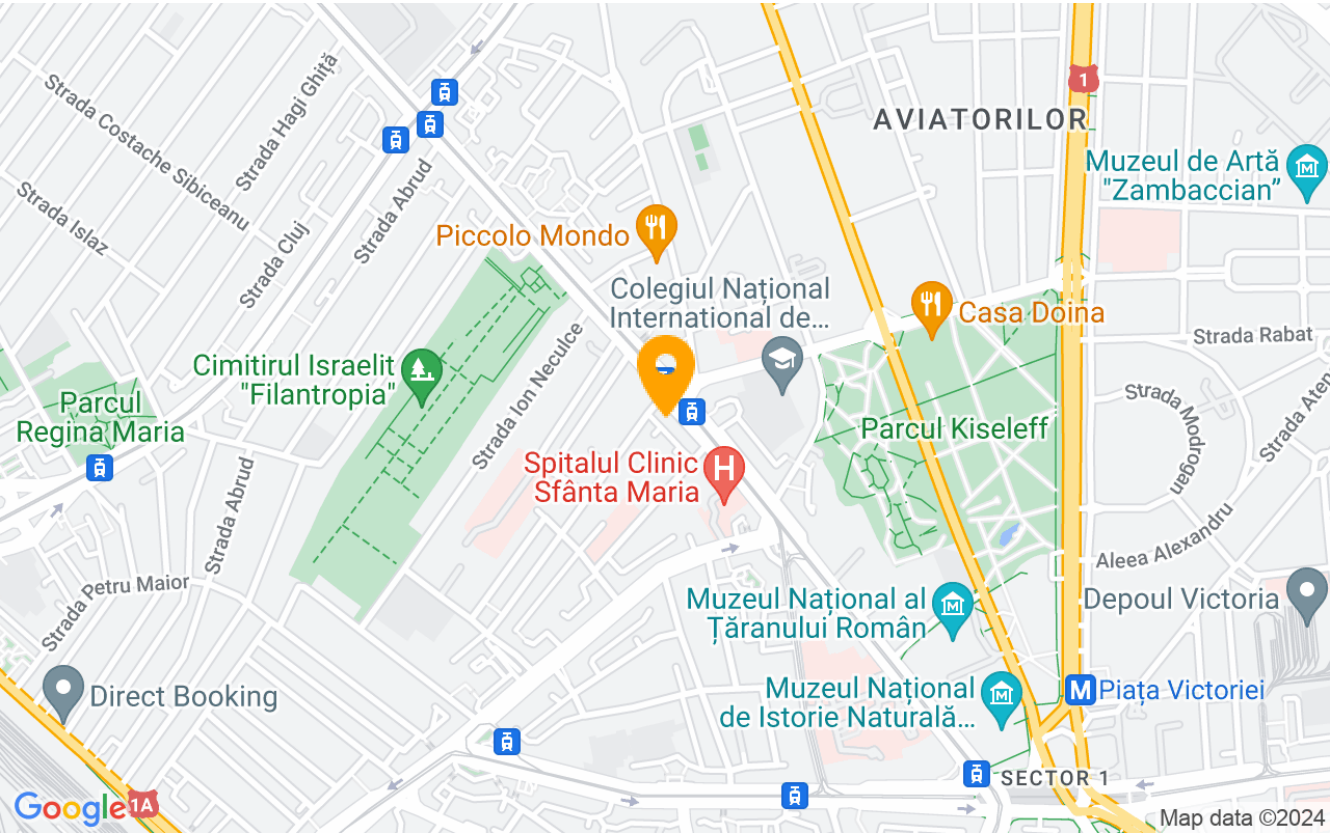 Strada Costache Sibiceanu
Strada Hagi Ghiță
Strada Islaz
Strada Cluj
Strada Abrud
AVIATORILOR
1
Muzeul de Artă
"Zambaccian"
Piccolo Mondo
Colegiul Național
Internațional de...
Casa Doina
Strada Rabat
Cimitirul Israelit
"Filantropia"
Parcul
Regina Maria
Strada Ion Neculce
Strada Modrogan
Strada Aten
Parcul Kiseleff
Spitalul Clinic
Sfânta Maria
H
Strada Abrud
Aleea Alexandru
Strada Petru Maior
Muzeul Național al
Țăranului Român
Depoul Victoria
Direct Booking
Muzeul Național
de Istorie Naturală...
M
Piața Victoriei
SECTOR 1
Google
1A
Map data ©2024